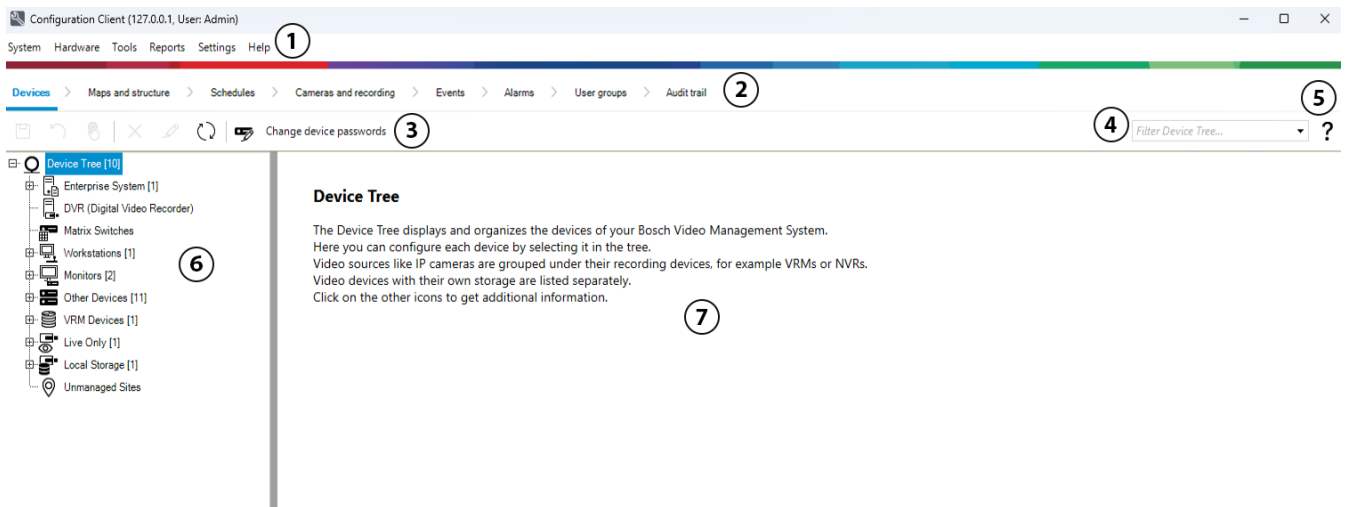 Configuration Client (127.0.0.1, User: Admin)
System Hardware Tools Reports Settings Help 1
Devices Maps and structure Schedules Cameras and recording Events Alarms User groups Audit trail 2
5
Change device passwords 3
4 Filter Device Tree... ?
Device Tree [10]
Enterprise System [1]
DVR (Digital Video Recorder)
Matrix Switches
Workstations [1]
6
Monitors [2]
Other Devices [11]
VRM Devices [1]
Live Only [1]
Local Storage [1]
Unmanaged Sites
Device Tree
The Device Tree displays and organizes the devices of your Bosch Video Management System.
Here you can configure each device by selecting it in the tree.
Video sources like IP cameras are grouped under their recording devices, for example VRMs or NVRs.
Video devices with their own storage are listed separately.
Click on the other icons to get additional information.
7